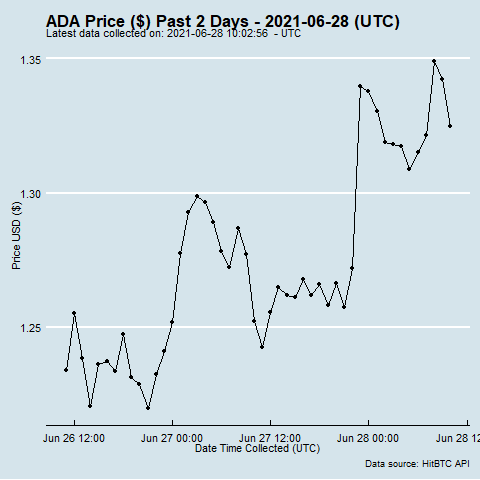 ADA Price ($) Past 2 Days - 2021-06-28 (UTC)
Latest data collected on: 2021-06-28 10:02:56 - UTC
1.35
1.30
1.25
Price USD ($)
Jun 26 12:00 Jun 27 00:00 Jun 27 12:00 Jun 28 00:00 Jun 28 12
Date Time Collected (UTC)
Data source: HitBTC API